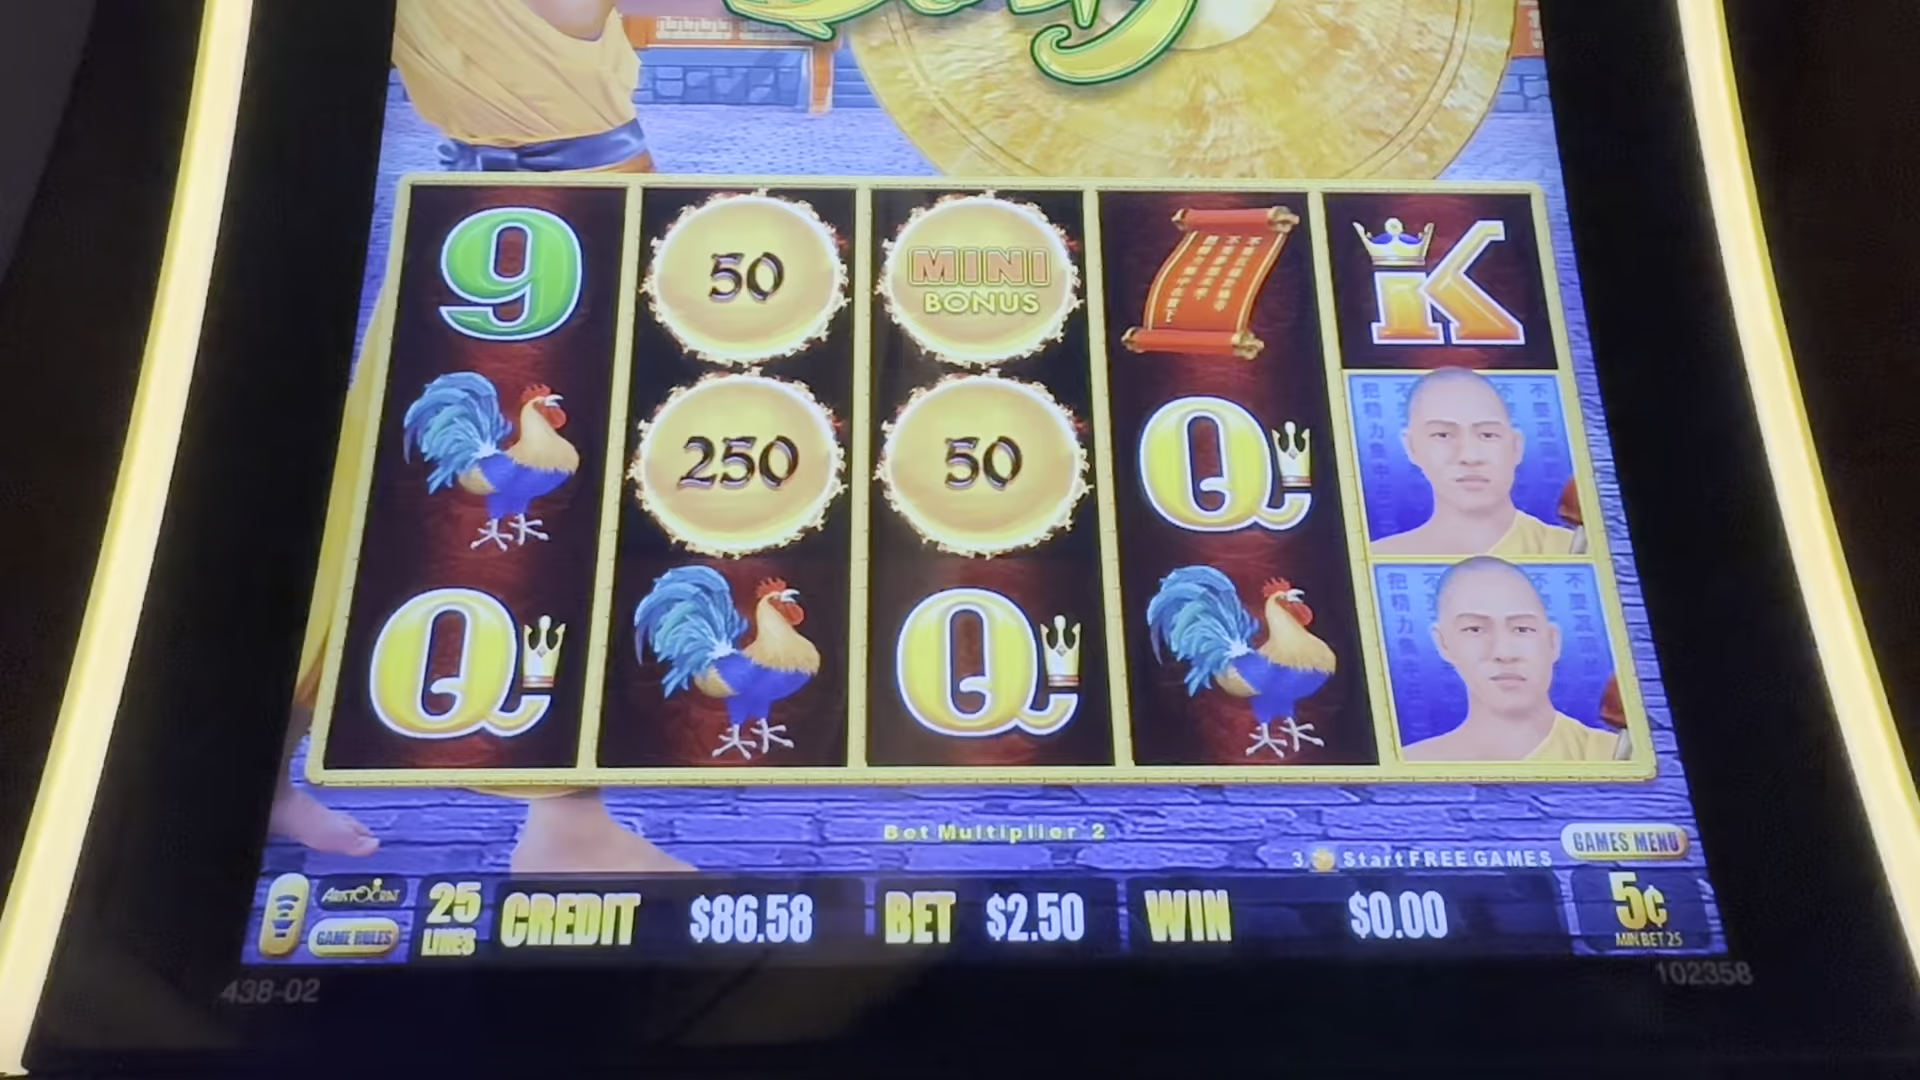 9
50
MINI
BONUS
K
250
50
Q
Q
Q
Bet Multiplier 2
3 Start FREE GAMES
GAMES MENU
ARISTOCRAT
GAME RULES
25
LINES
CREDIT $86.58
BET $2.50
WIN $0.00
5¢
MIN BET 25
438-02
102358